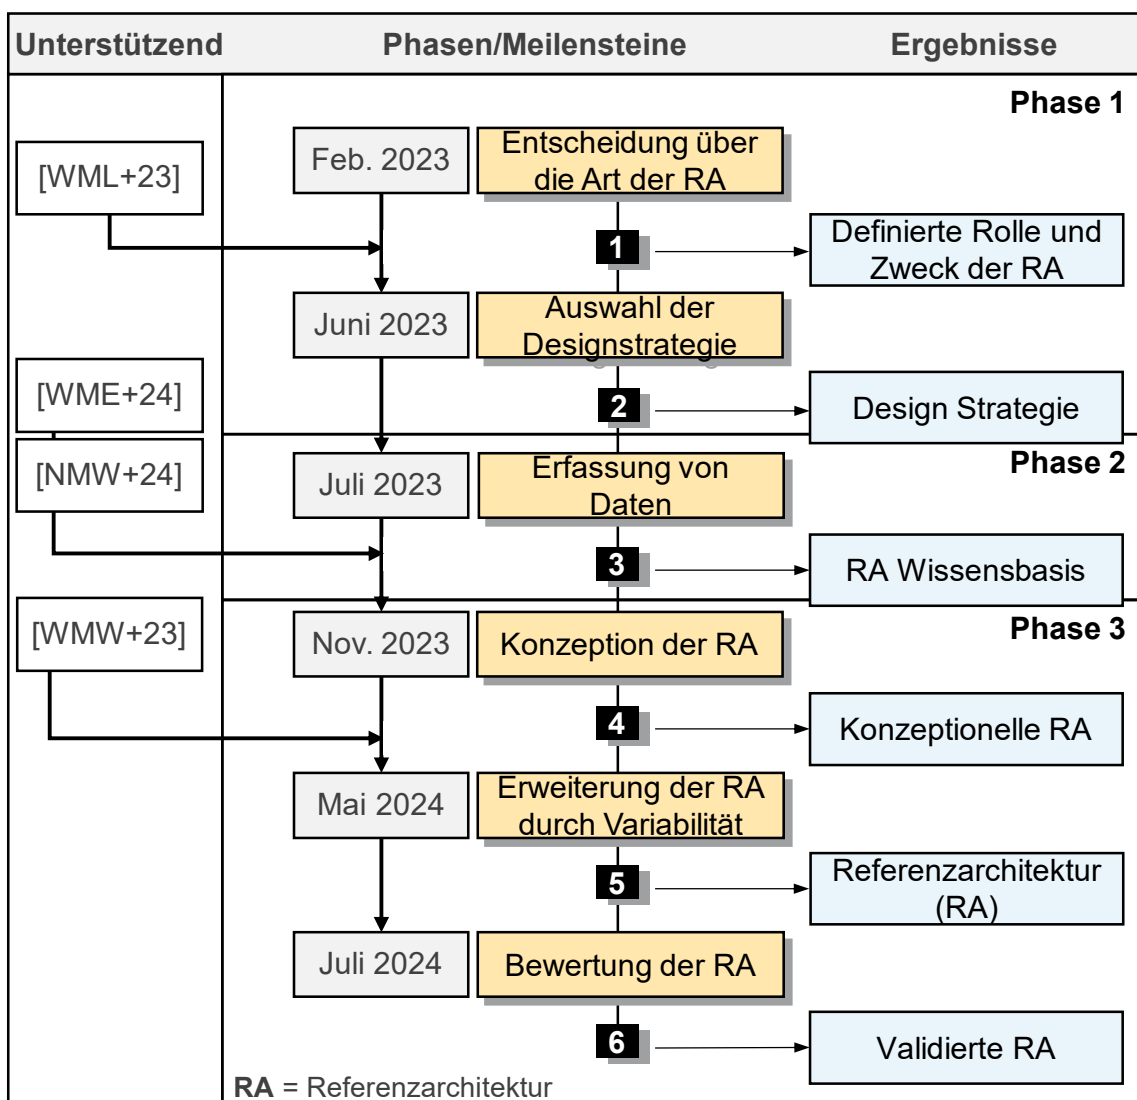 Unterstützend
Phasen/Meilensteine
Ergebnisse
Phase 1
[WML+23]
Feb. 2023
Entscheidung über
die Art der RA
1
Definierte Rolle und
Zweck der RA
Juni 2023
Auswahl der
Designstrategie
[WME+24]
2
Design Strategie
Phase 2
[NMW+24]
Juli 2023
Erfassung von
Daten
3
RA Wissensbasis
Phase 3
[WMW+23]
Nov. 2023
Konzeption der RA
4
Konzeptionelle RA
Mai 2024
Erweiterung der RA
durch Variabilität
5
Referenzarchitektur
(RA)
Juli 2024
Bewertung der RA
6
Validierte RA
RA = Referenzarchitektur